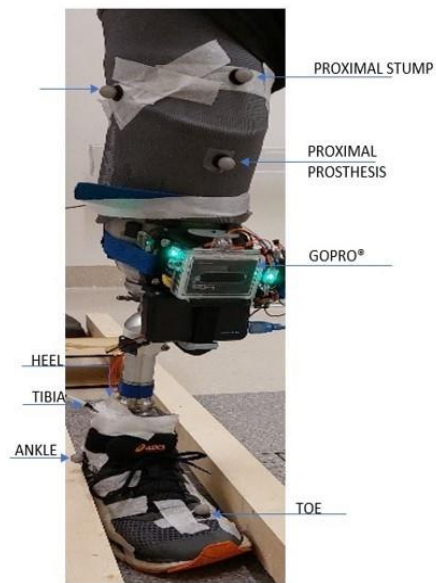 PROXIMAL STUMP
PROXIMAL
PROSTHESIS
GOPRO®
HEEL
TIBIA
ANKLE
asics
TOE